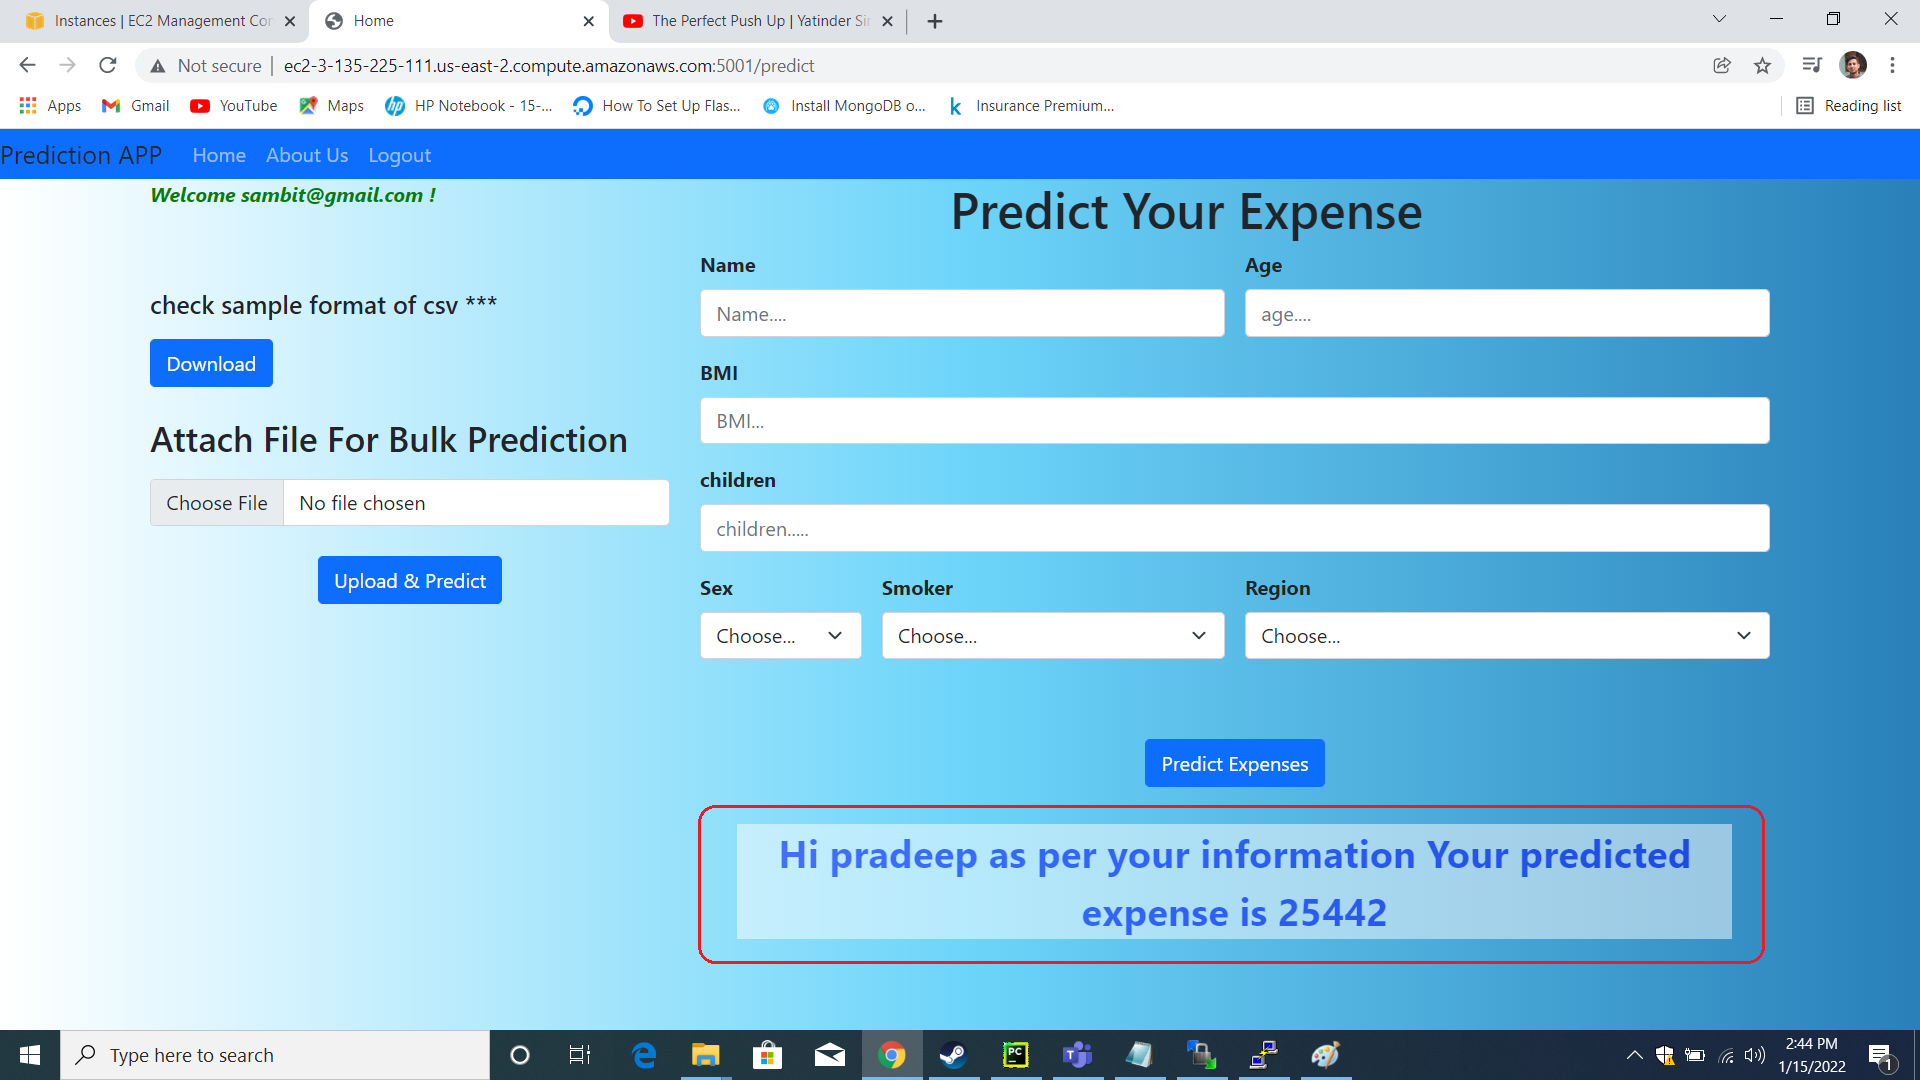 Instances | EC2 Management Con
Home
The Perfect Push Up | Yatinder Sin
Not secure
ec2-3-135-225-111.us-east-2.compute.amazonaws.com:5001/predict
Apps
Gmail
YouTube
Maps
HP Notebook - 15-...
How To Set Up Flas...
Install MongoDB o...
Insurance Premium...
Reading list
Prediction APP
Home
About Us
Logout
Welcome sambit@gmail.com !
check sample format of csv ***
Download
Attach File For Bulk Prediction
Choose File
No file chosen
Upload & Predict
Predict Your Expense
Name
Age
Name....
age....
BMI
BMI...
children
children.....
Sex
Smoker
Region
Choose...
Choose...
Choose...
Predict Expenses
Hi pradeep as per your information Your predicted
expense is 25442
Type here to search
2:44 PM
1/15/2022
1